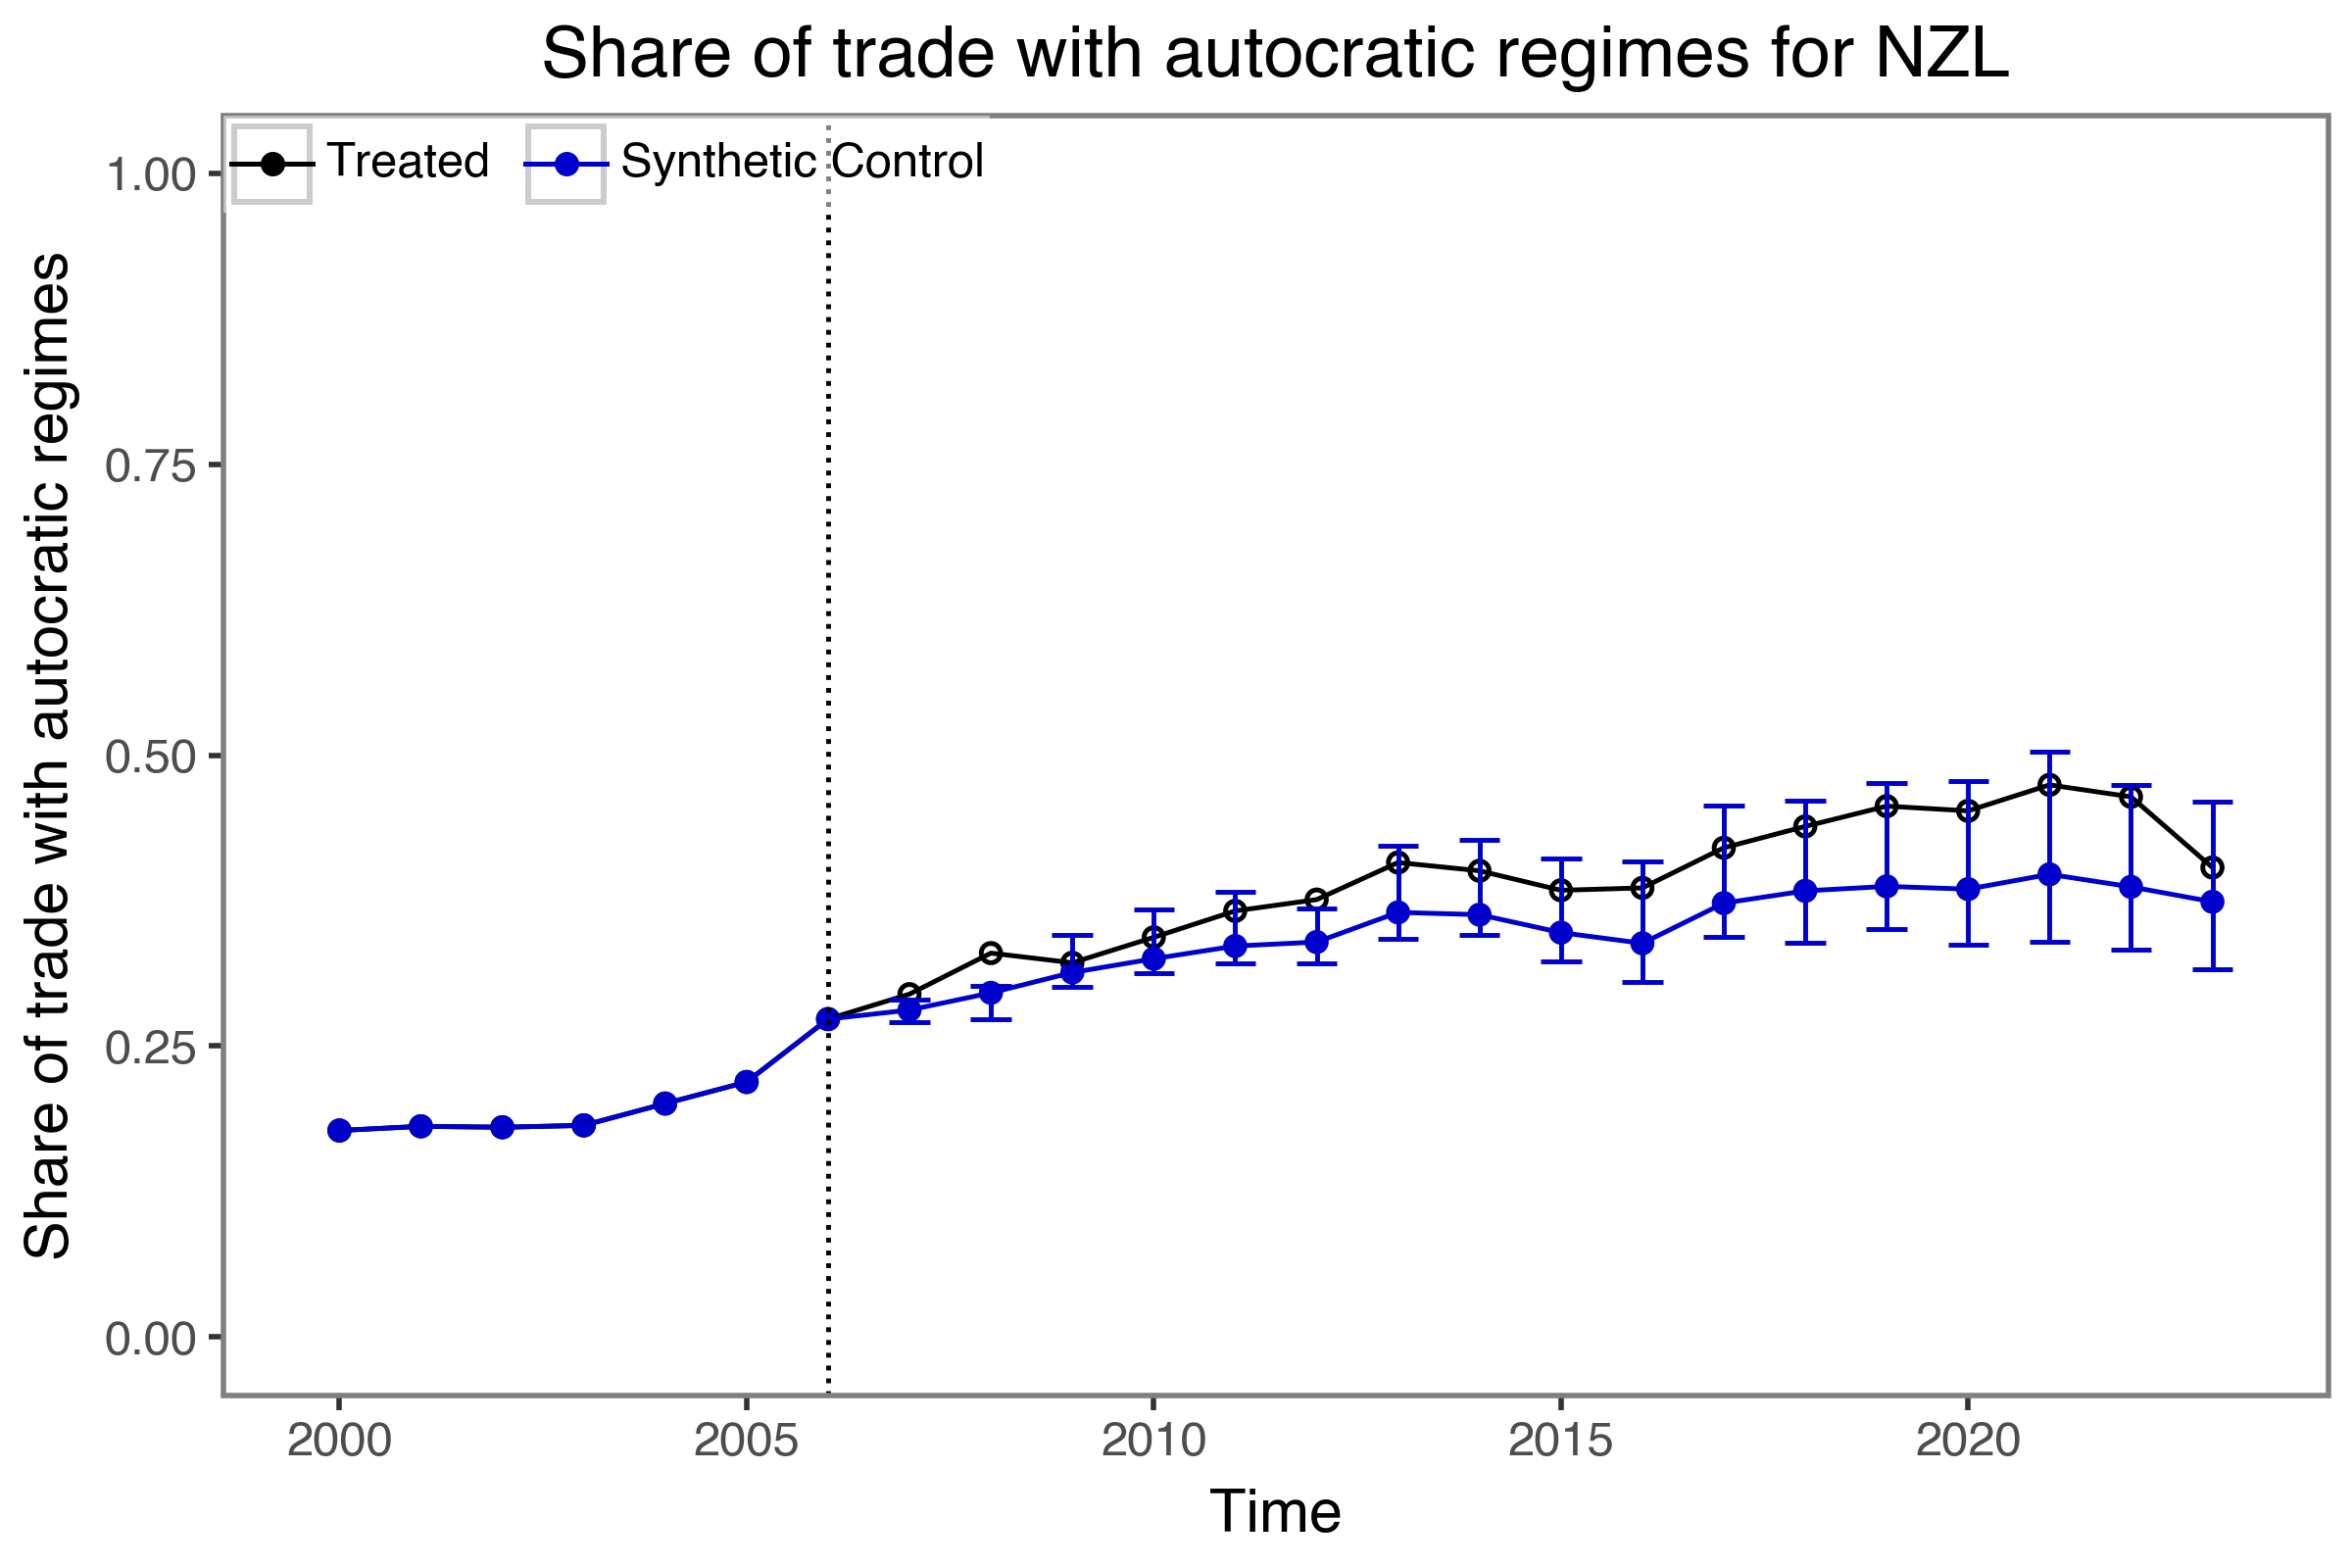 Share of trade with autocratic regimes for NZL
Treated
Synthetic Control
Share of trade with autocratic regimes
1.00
0.75
0.50
0.25
0.00
2000
2005
2010
2015
2020
Time